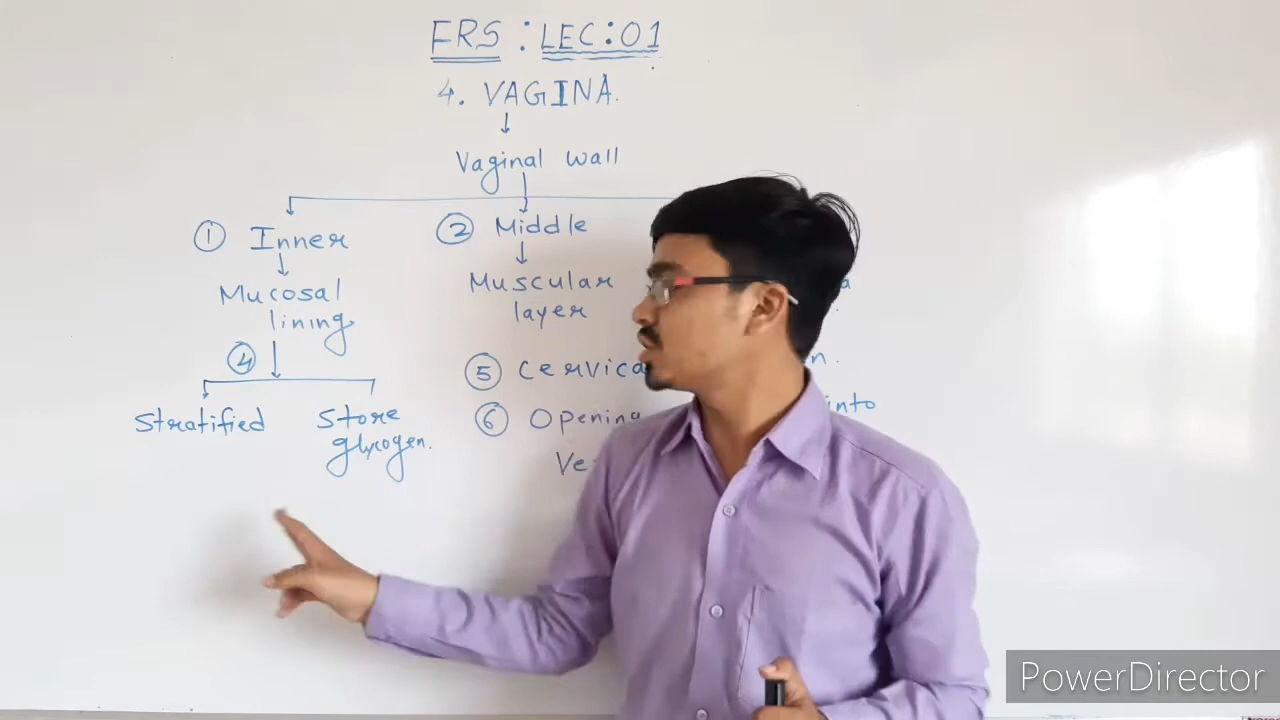 FRS : LEC:01
4. VAGINA.
Vaginal wall
① Inner
② Middle
Mucosal
lining
Muscular
layer
④
Stratified
Store
glycogen.
⑤ Cervica
⑥ Opening
into
PowerDirector